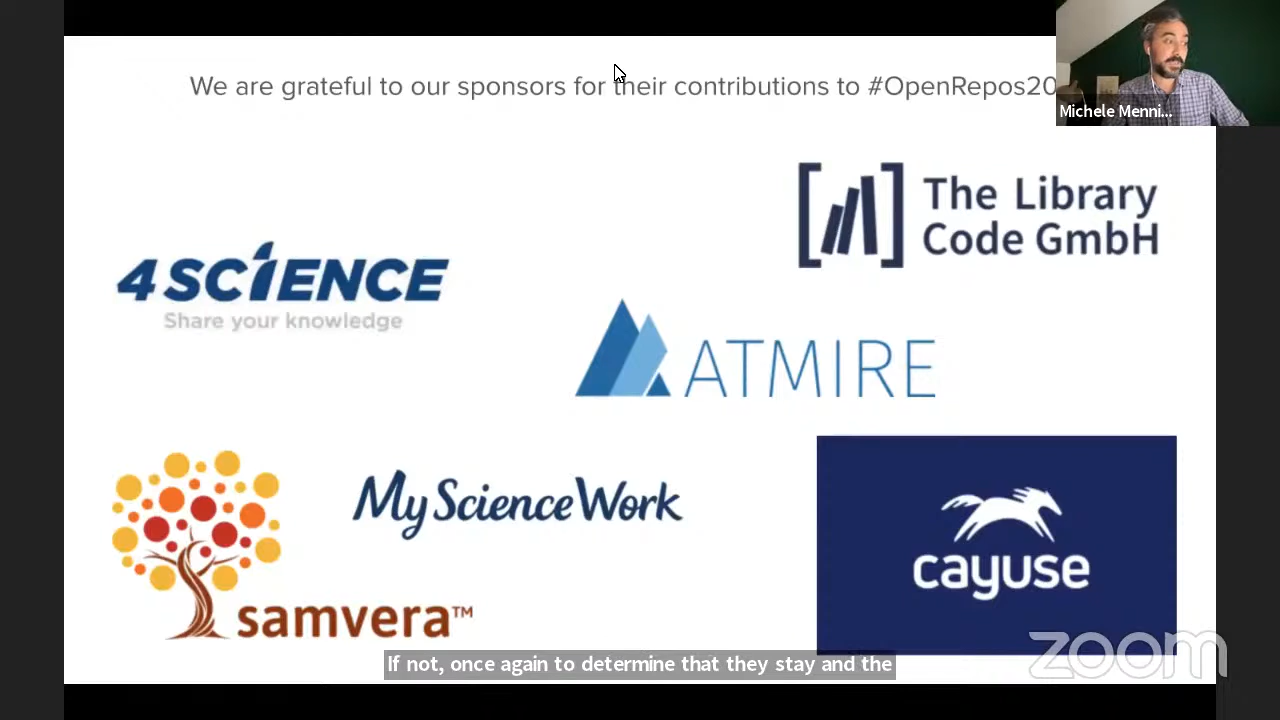 We are grateful to our sponsors for their contributions to #OpenRepos20
Michele Menni...
The Library
Code GmbH
4SCIENCE
Share your knowledge
ATMIRE
MyScienceWork
cayuse
samvera™
zoom
If not, once again to determine that they stay and the